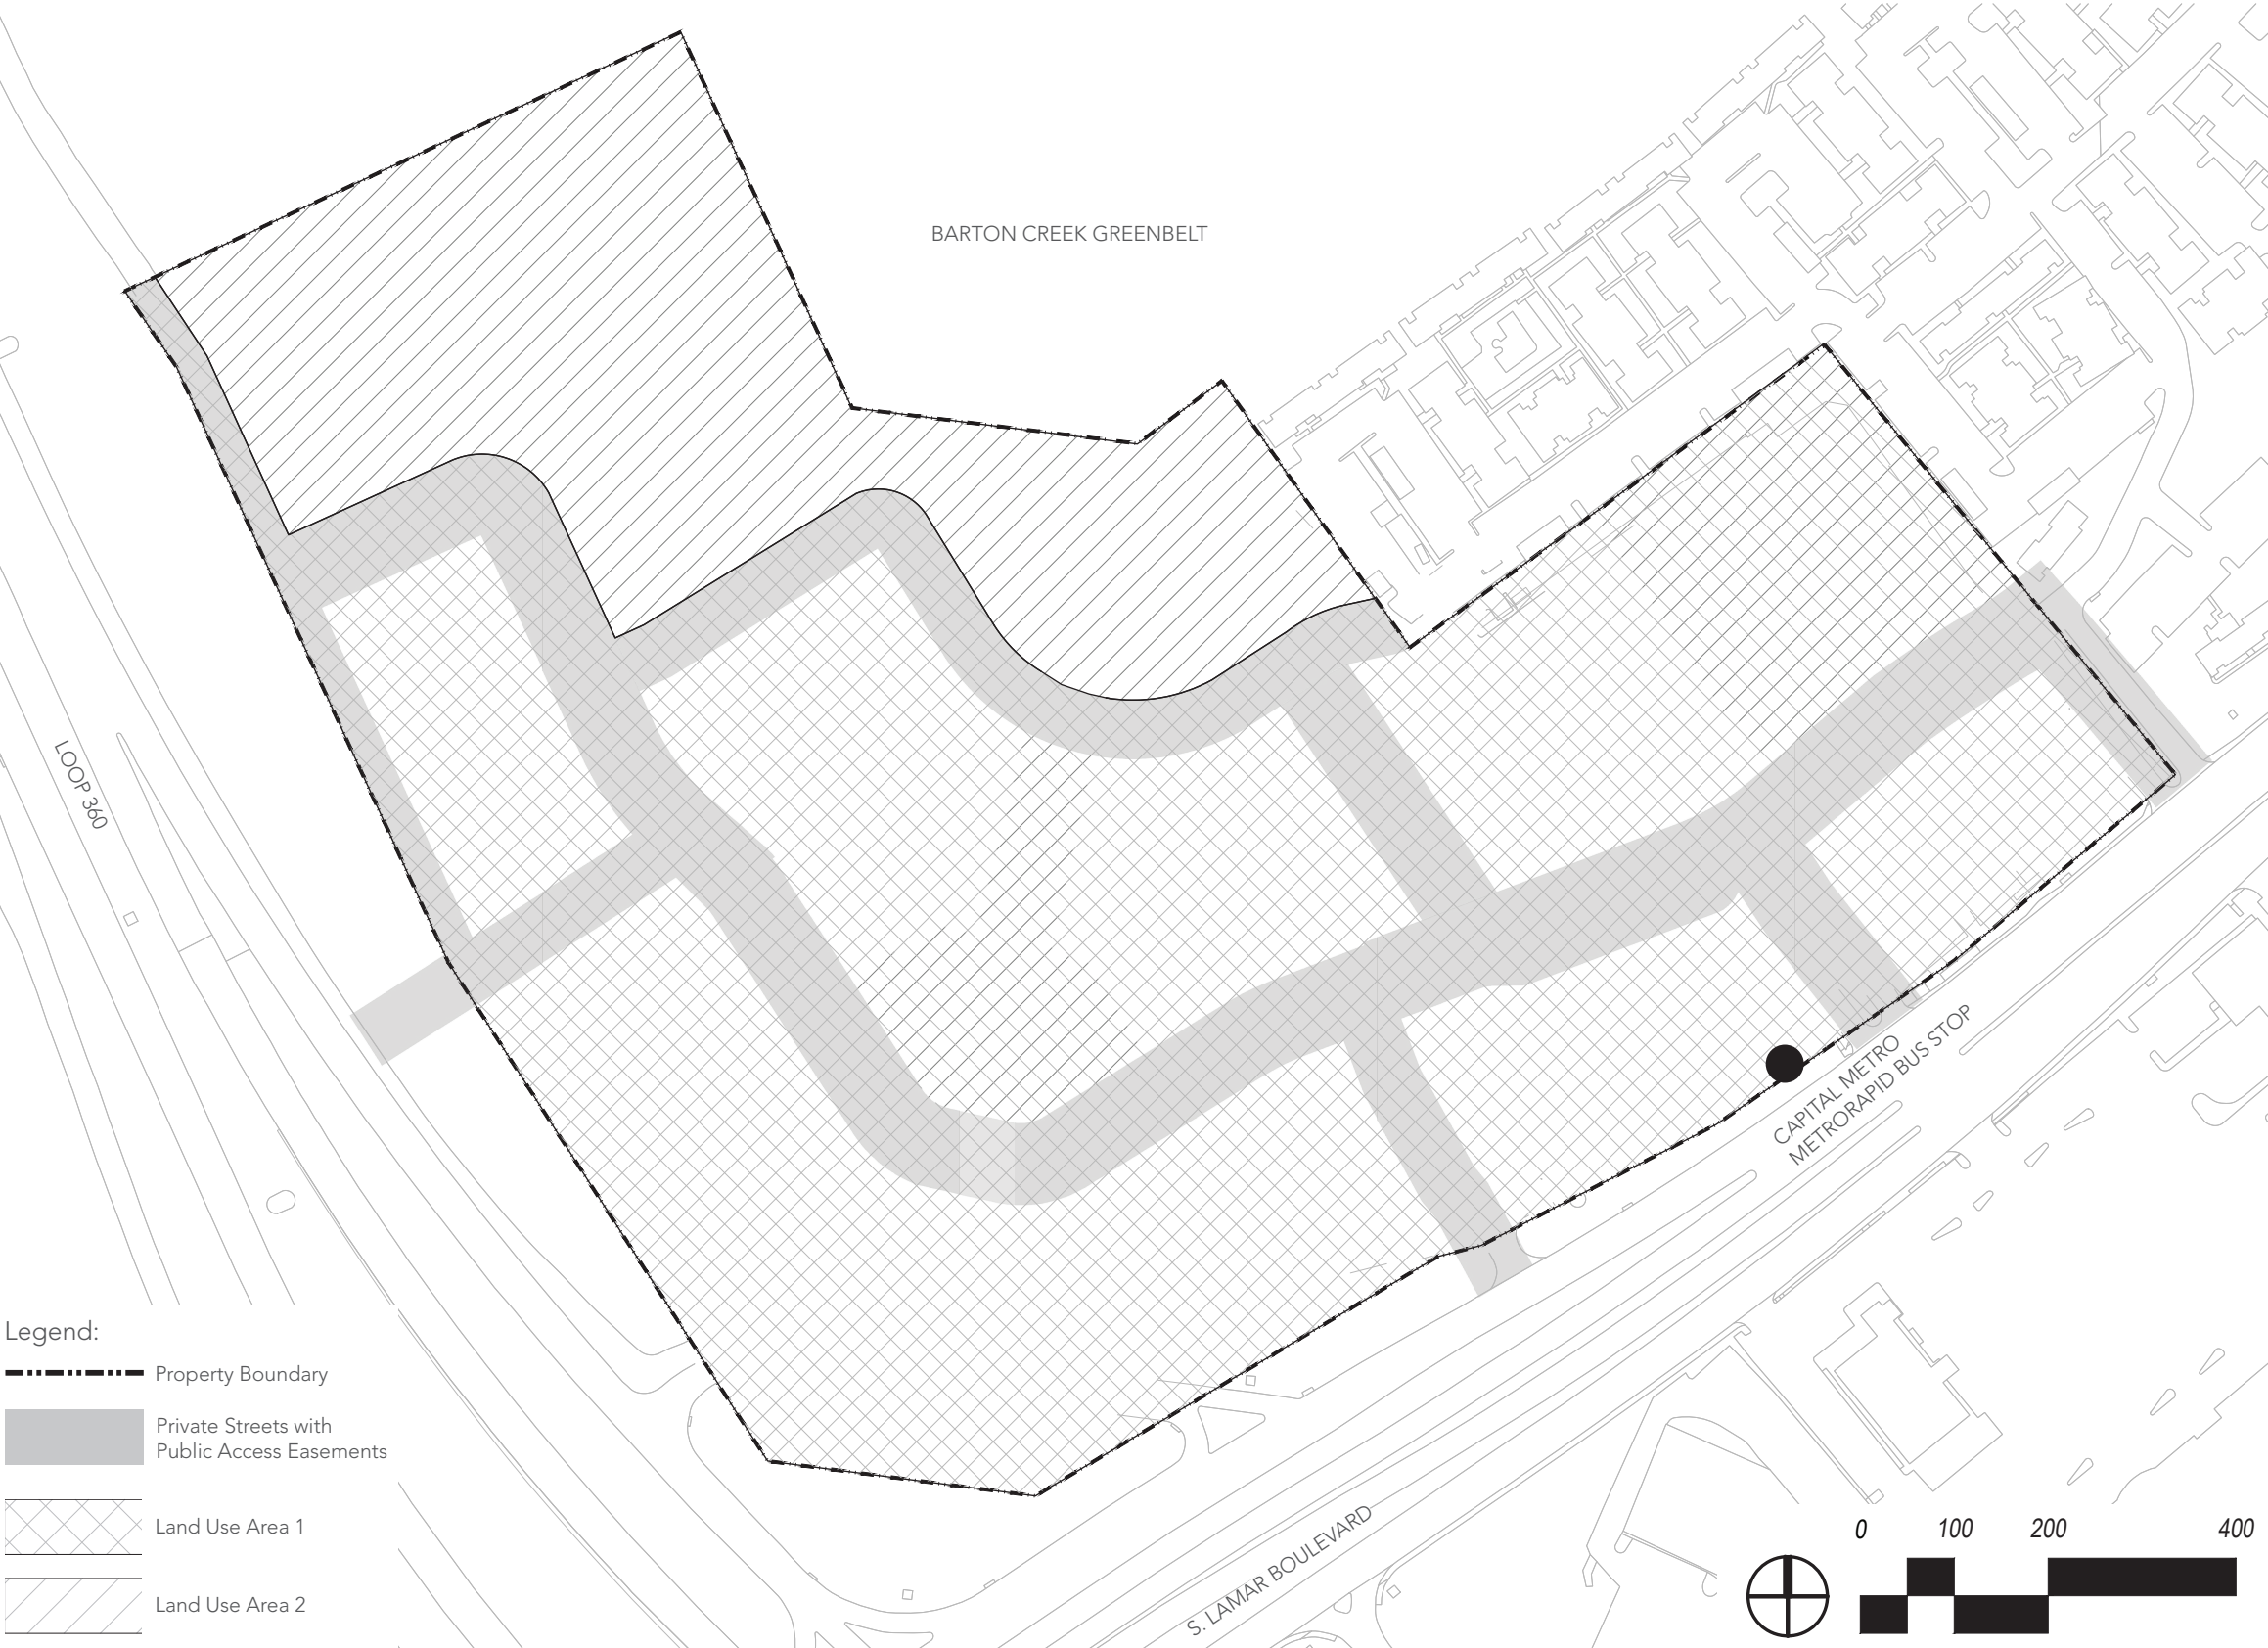 BARTON CREEK GREENBELT
LOOP 360
CAPITAL METRO
METRORAPID BUS STOP
S. LAMAR BOULEVARD
Legend:
Property Boundary
Private Streets with
Public Access Easements
Land Use Area 1
Land Use Area 2
0 100 200 400